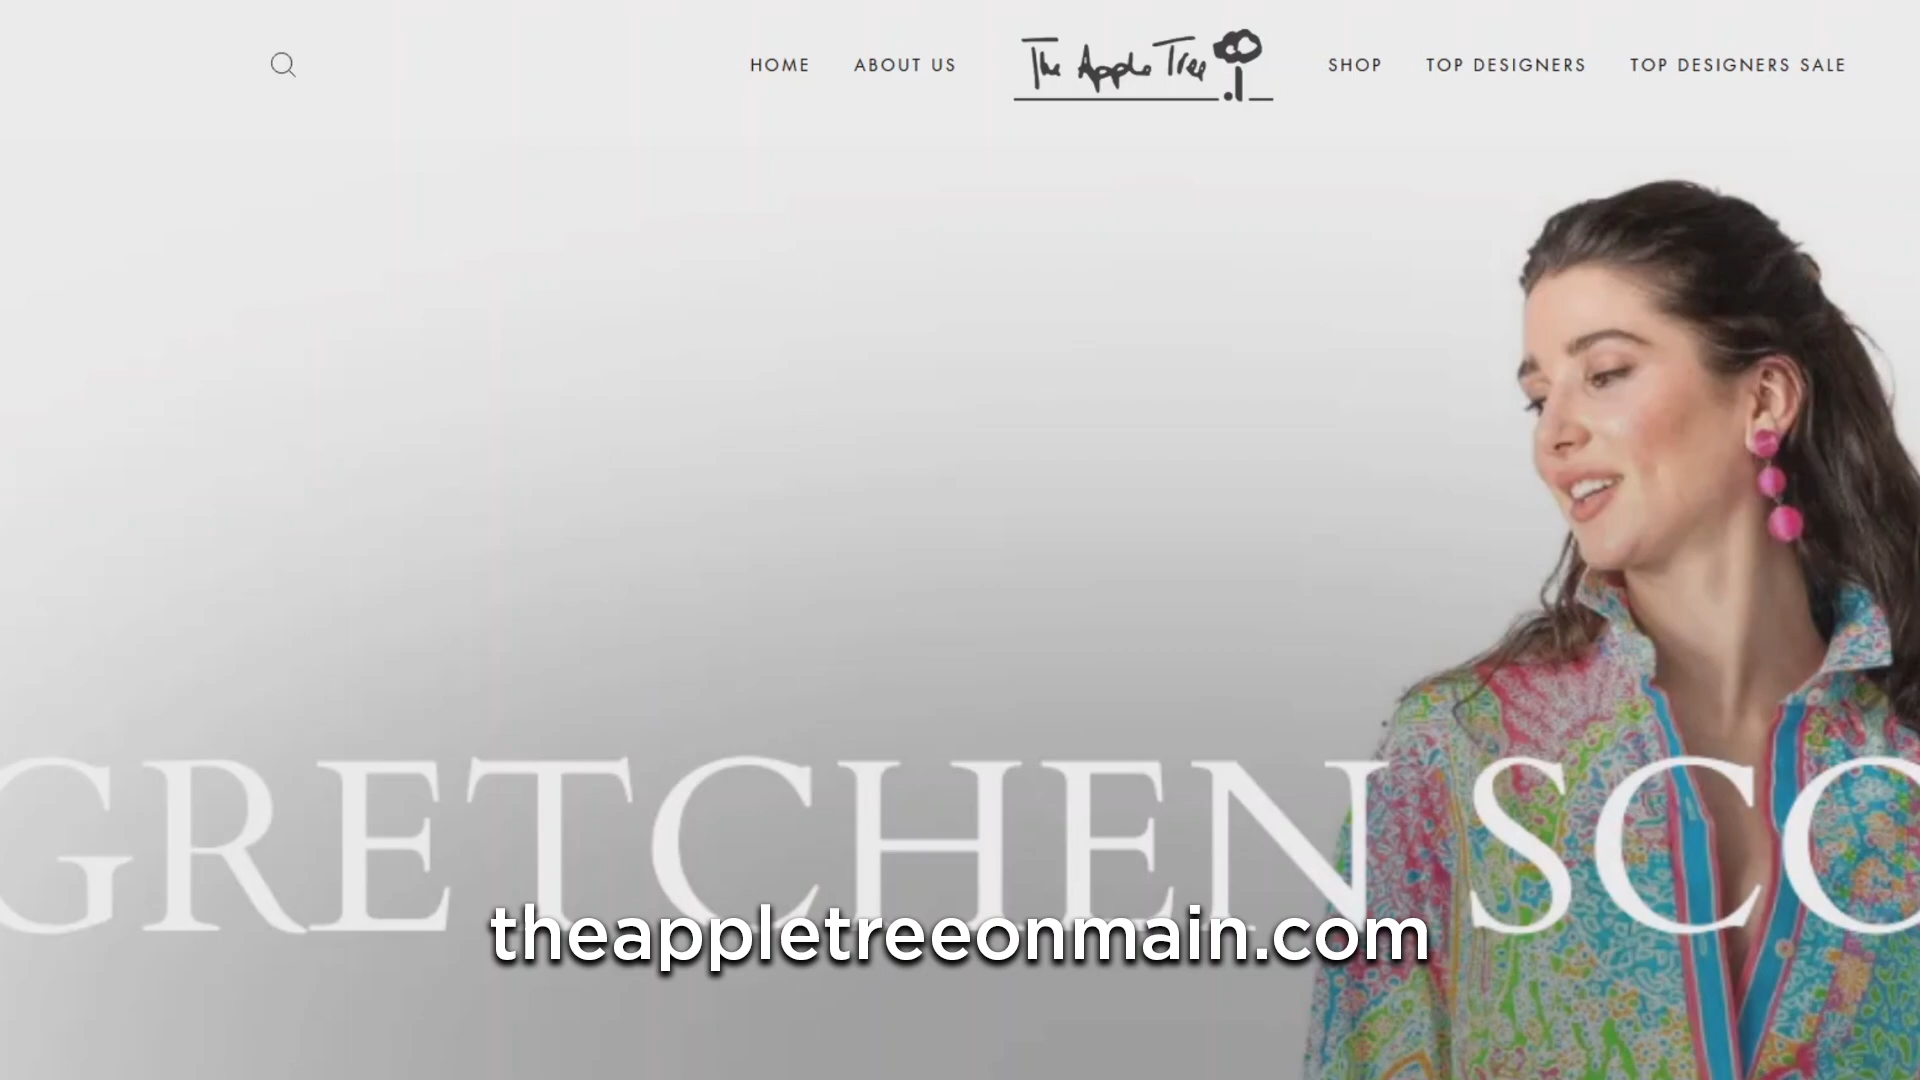 HOME
ABOUT US
The Apple Tree
SHOP
TOP DESIGNERS
TOP DESIGNERS SALE
GRETCHEN SCO
theappletreeonmain.com